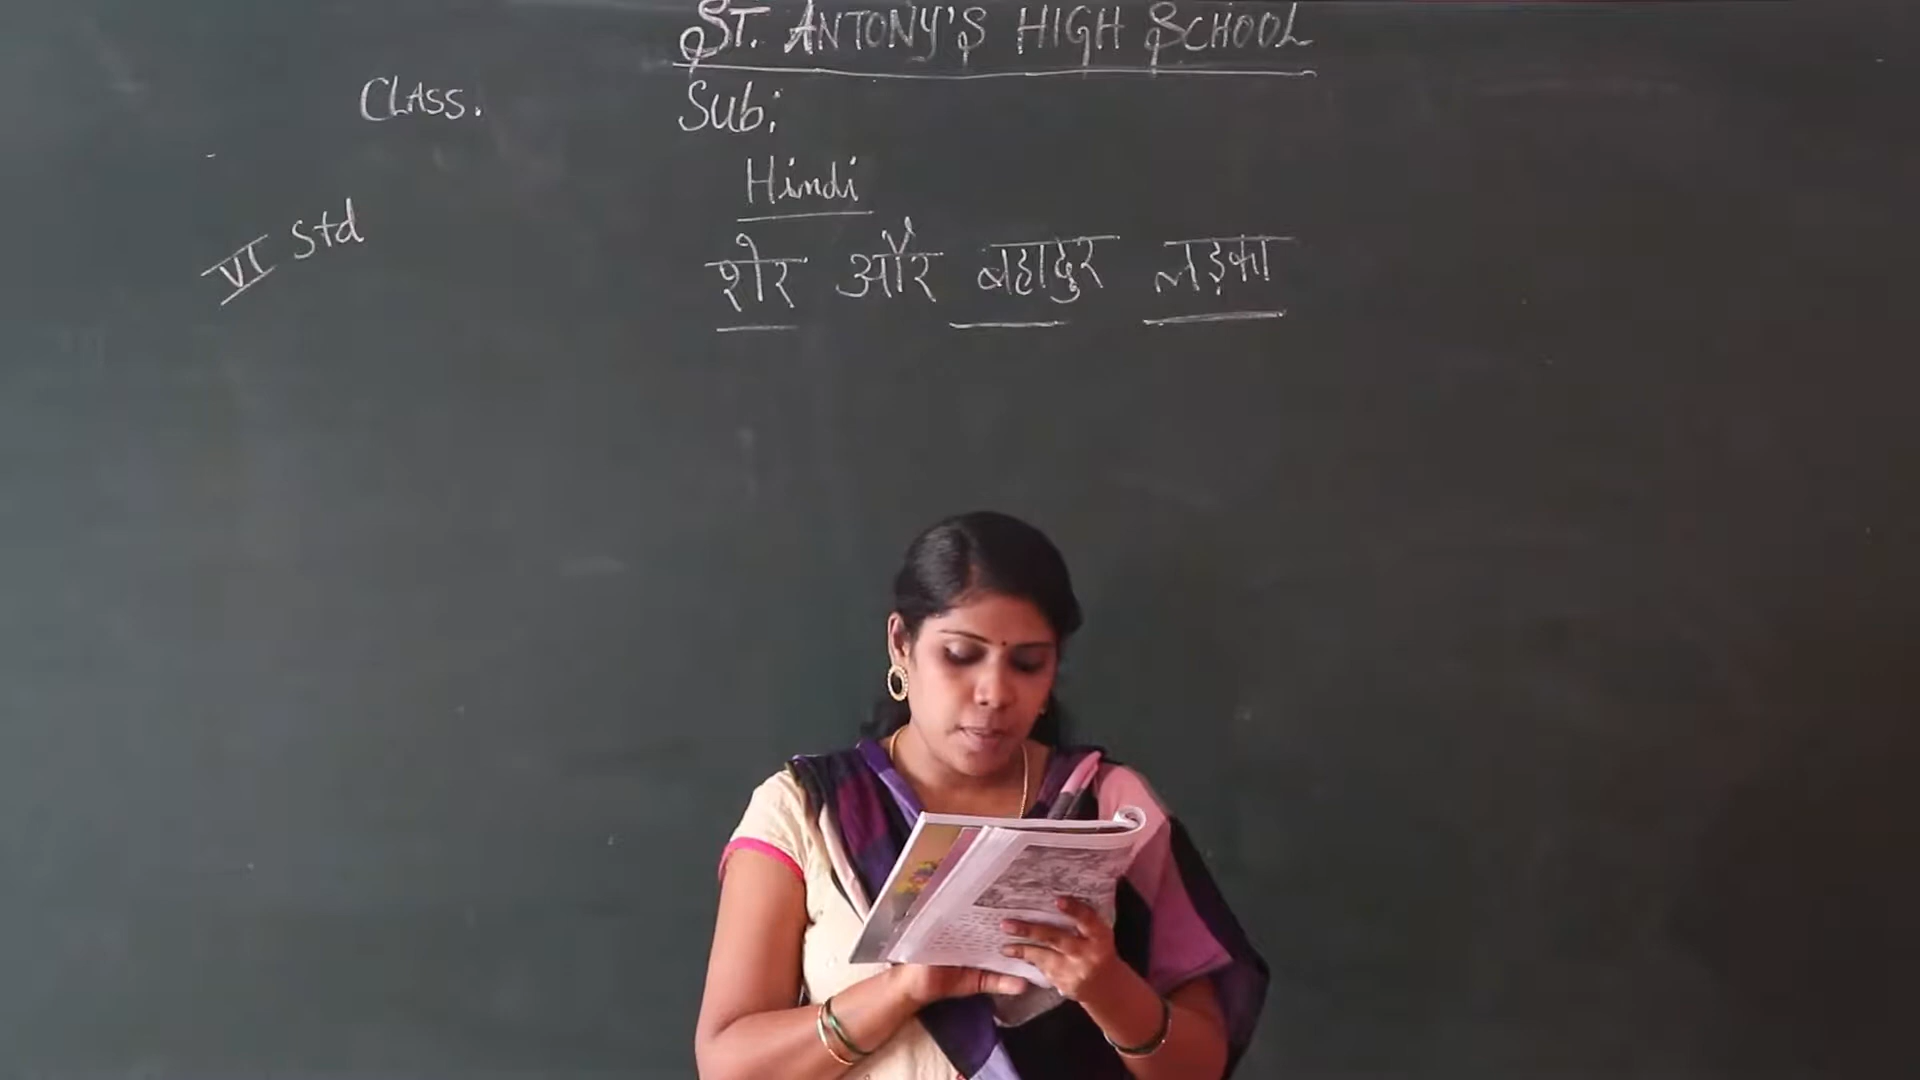 ST. ANTONY'S HIGH SCHOOL
CLASS. Sub:
Hindi
VI Std
शेर और बहादुर लड़का